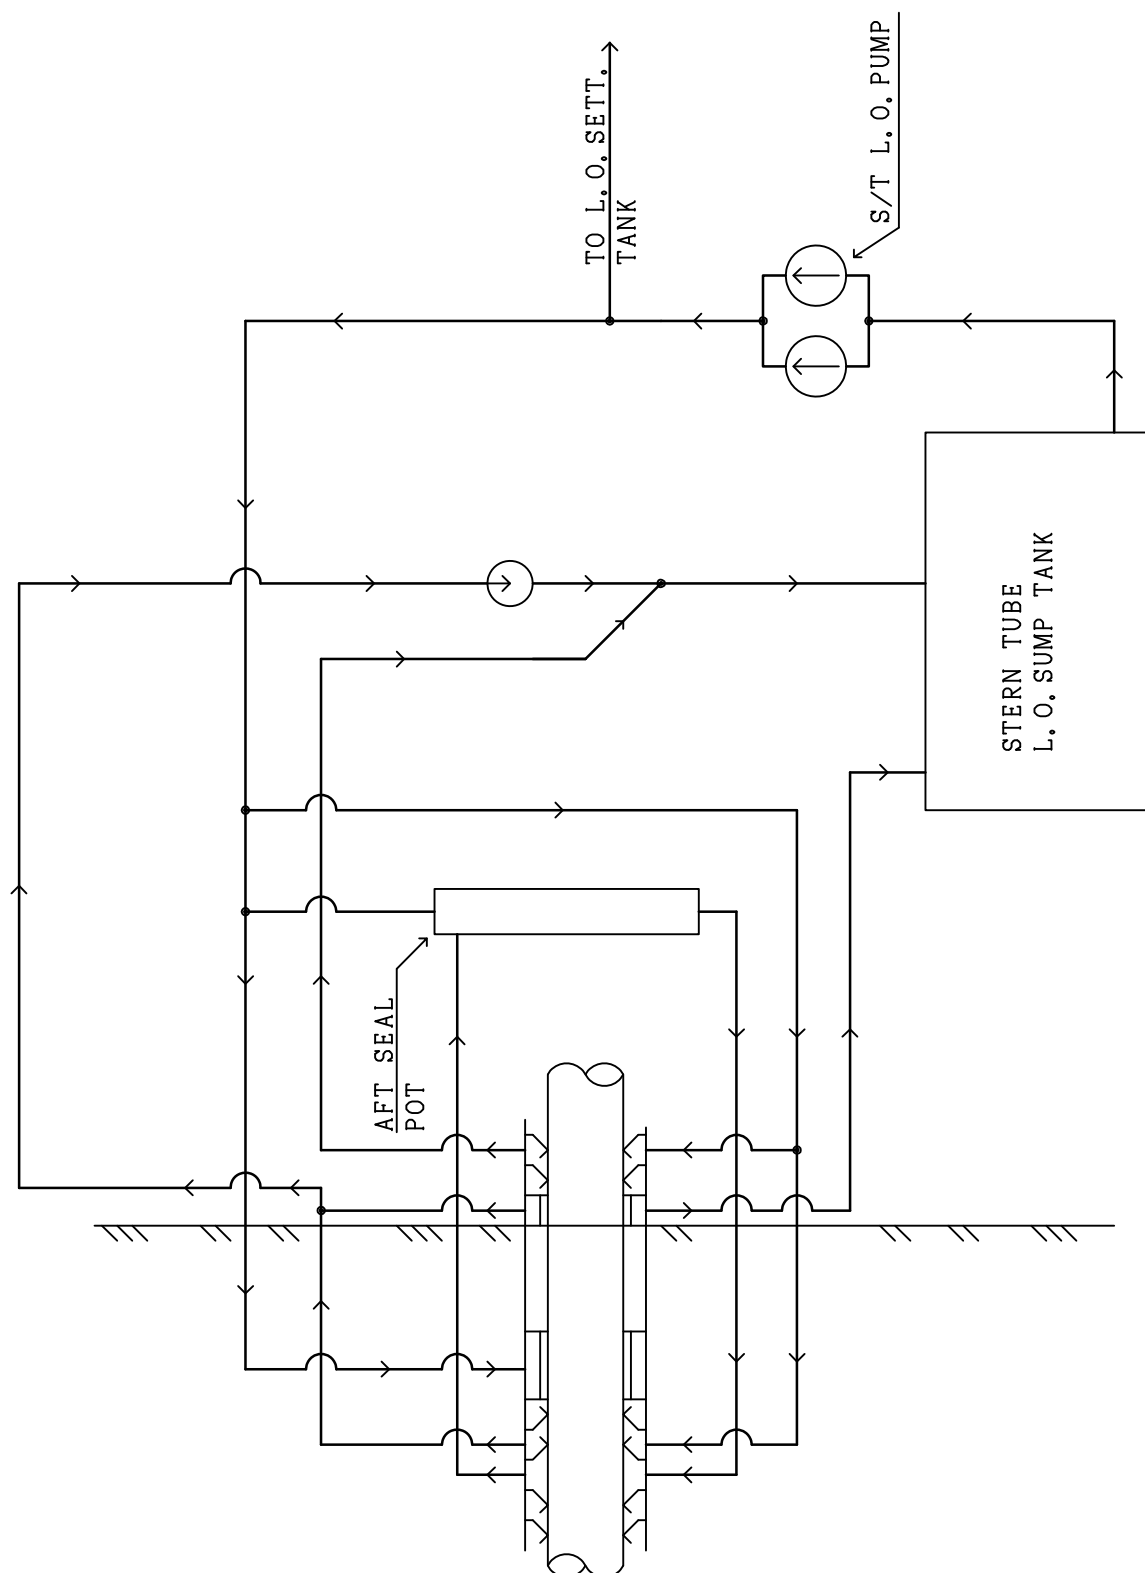 TO L.O.SETT.
TANK
S/T L.O.PUMP
STERN TUBE
L.O.SUMP TANK
AFT SEAL
POT